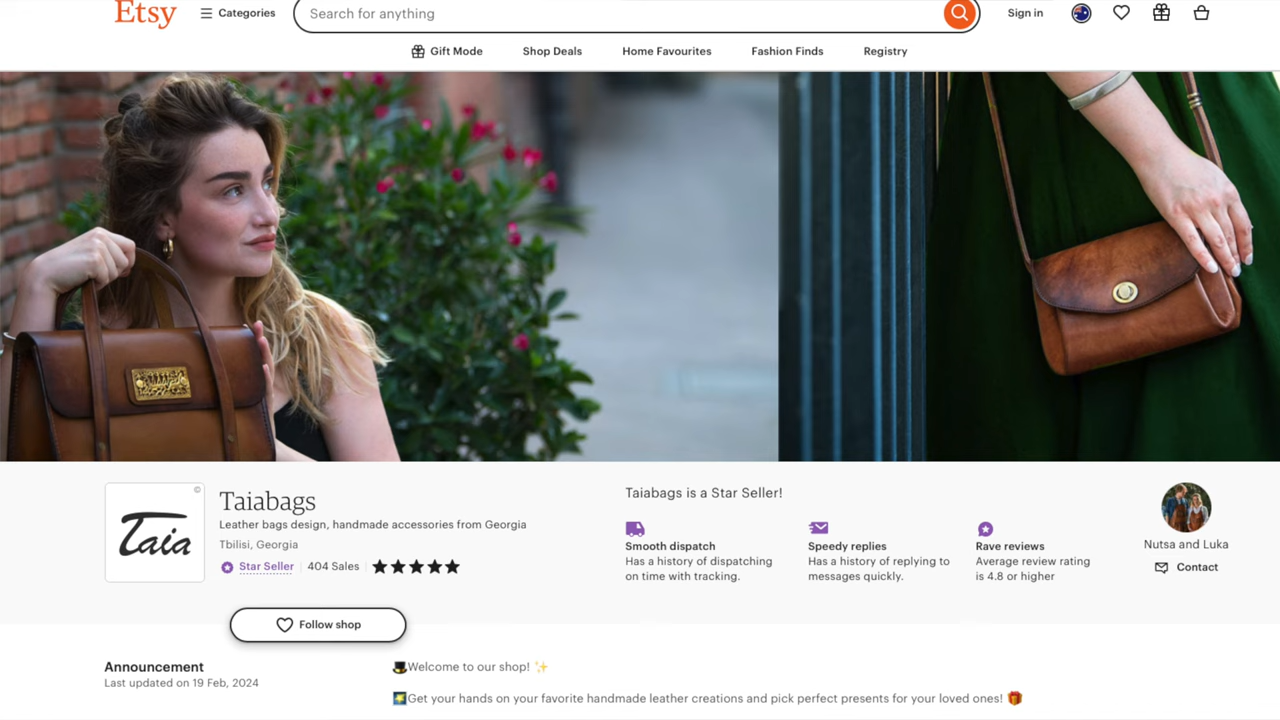 Etsy
Categories
Search for anything
Sign in
Gift Mode
Shop Deals
Home Favourites
Fashion Finds
Registry
Taia
©
Taiabags
Leather bags design, handmade accessories from Georgia
Tbilisi, Georgia
Star Seller
404 Sales
Follow shop
Taiabags is a Star Seller!
Smooth dispatch
Has a history of dispatching
on time with tracking.
Speedy replies
Has a history of replying to
messages quickly.
Rave reviews
Average review rating
is 4.8 or higher
Nutsa and Luka
Contact
Announcement
Last updated on 19 Feb, 2024
🎩Welcome to our shop! ✨
🌠Get your hands on your favorite handmade leather creations and pick perfect presents for your loved ones! 🎁